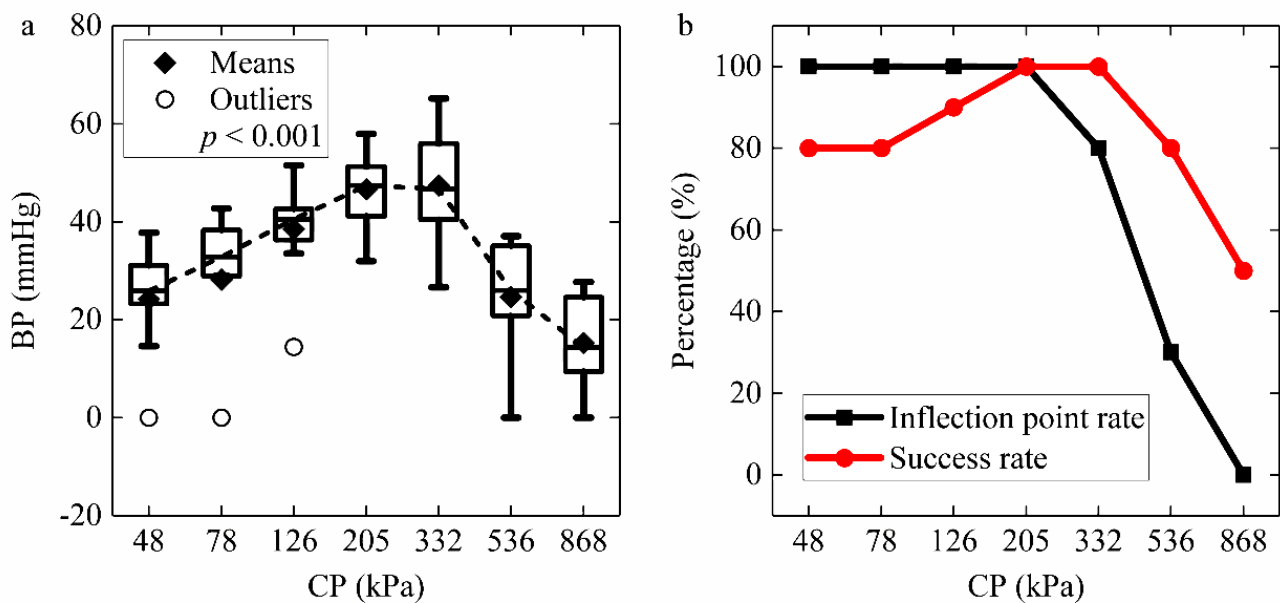 a
80
60
40
20
0
-20
BP (mmHg)
Means
Outliers
p < 0.001
48 78 126 205 332 536 868
CP (kPa)
b
100
80
60
40
20
0
Percentage (%)
Inflection point rate
Success rate
48 78 126 205 332 536 868
CP (kPa)